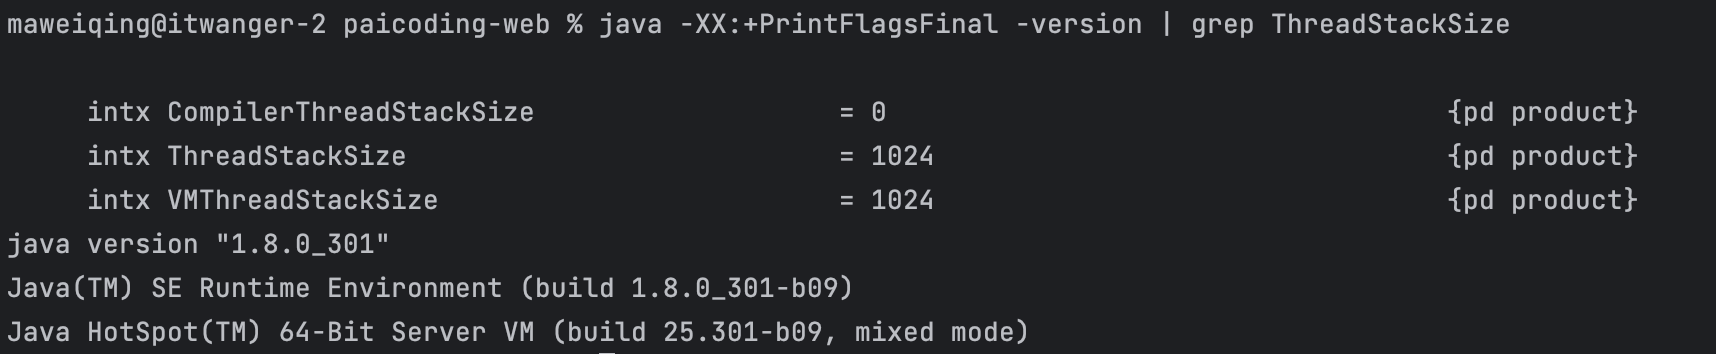 maweiqing@itwanger-2 paicoding-web % java -XX:+PrintFlagsFinal -version | grep ThreadStackSize
intx CompilerThreadStackSize = 0 {pd product}
intx ThreadStackSize = 1024 {pd product}
intx VMThreadStackSize = 1024 {pd product}
java version "1.8.0_301"
Java(TM) SE Runtime Environment (build 1.8.0_301-b09)
Java HotSpot(TM) 64-Bit Server VM (build 25.301-b09, mixed mode)